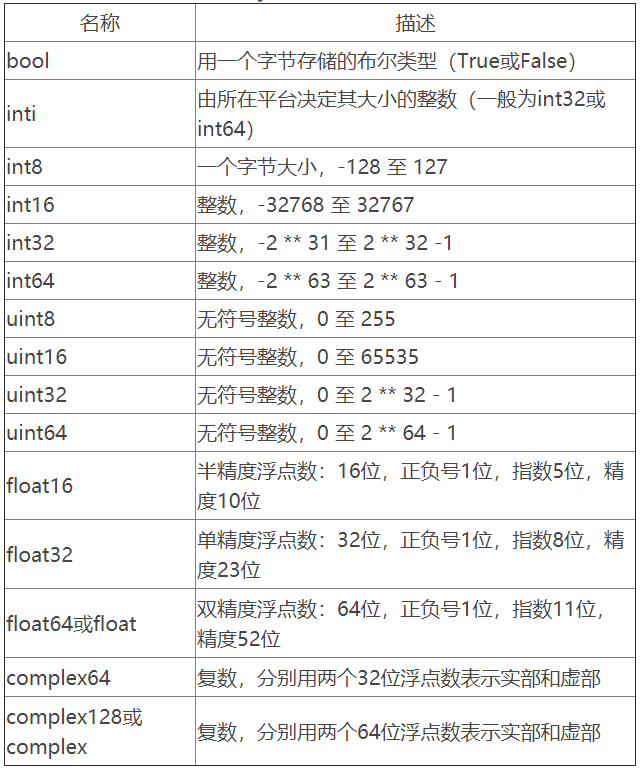 名称 描述
bool 用一个字节存储的布尔类型（True或False）
inti 由所在平台决定其大小的整数（一般为int32或
int64）
int8 一个字节大小，-128 至 127
int16 整数，-32768 至 32767
int32 整数，-2 ** 31 至 2 ** 32 -1
int64 整数，-2 ** 63 至 2 ** 63 - 1
uint8 无符号整数，0 至 255
uint16 无符号整数，0 至 65535
uint32 无符号整数，0 至 2 ** 32 - 1
uint64 无符号整数，0 至 2 ** 64 - 1
float16 半精度浮点数：16位，正负号1位，指数5位，精
度10位
float32 单精度浮点数：32位，正负号1位，指数8位，精
度23位
float64或float 双精度浮点数：64位，正负号1位，指数11位，
精度52位
complex64 复数，分别用两个32位浮点数表示实部和虚部
complex128或
complex 复数，分别用两个64位浮点数表示实部和虚部